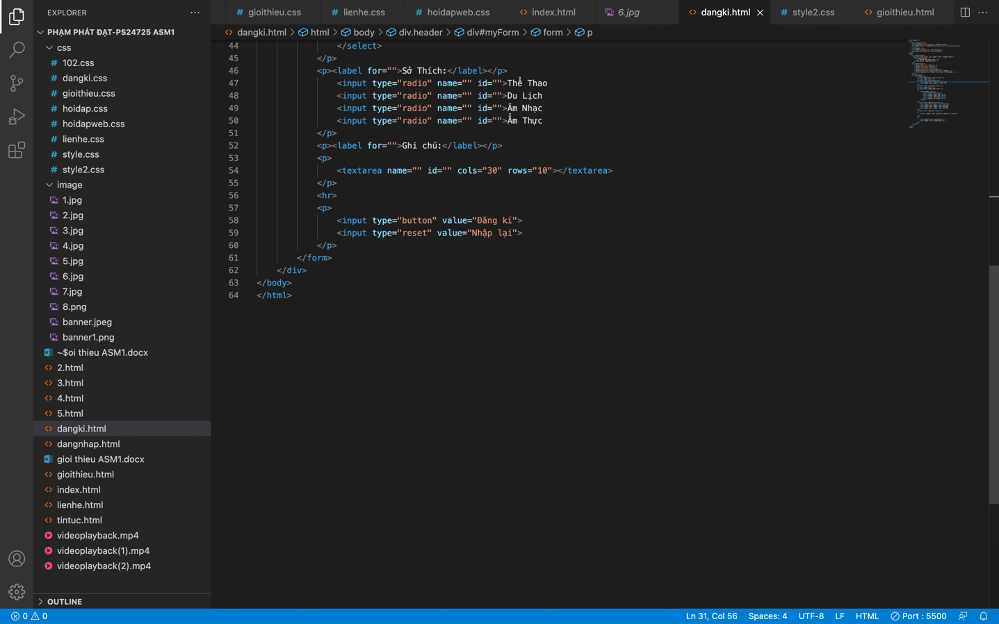 EXPLORER
gioithieu.css
lienhe.css
hoidapweb.css
index.html
6.jpg
dangki.html
style2.css
gioithieu.html
PHẠM PHÁT ĐẠT-PS24725 ASM1
dangki.html > html > body > div.header > div#myForm > form > p
css
102.css
dangki.css
gioithieu.css
hoidap.css
hoidapweb.css
lienhe.css
style.css
style2.css
image
1.jpg
2.jpg
3.jpg
4.jpg
5.jpg
6.jpg
7.jpg
8.png
banner.jpeg
banner1.png
~$oi thieu ASM1.docx
2.html
3.html
4.html
5.html
dangki.html
dangnhap.html
gioi thieu ASM1.docx
gioithieu.html
index.html
lienhe.html
tintuc.html
videoplayback.mp4
videoplayback(1).mp4
videoplayback(2).mp4
OUTLINE
44 </select>
45 </p>
46 <p><label for="">Sở Thích:</label></p>
47 <input type="radio" name="" id="">Thể Thao
48 <input type="radio" name="" id="">Du Lịch
49 <input type="radio" name="" id="">Âm Nhạc
50 <input type="radio" name="" id="">Ẩm Thực
51 </p>
52 <p><label for="">Ghi chú:</label></p>
53 <p>
54 <textarea name="" id="" cols="30" rows="10"></textarea>
55 </p>
56 <hr>
57 <p>
58 <input type="button" value="Đăng kí">
59 <input type="reset" value="Nhập lại">
60 </p>
61 </form>
62 </div>
63 </body>
64 </html>
0 0
Ln 31, Col 56
Spaces: 4
UTF-8
LF
HTML
Port : 5500